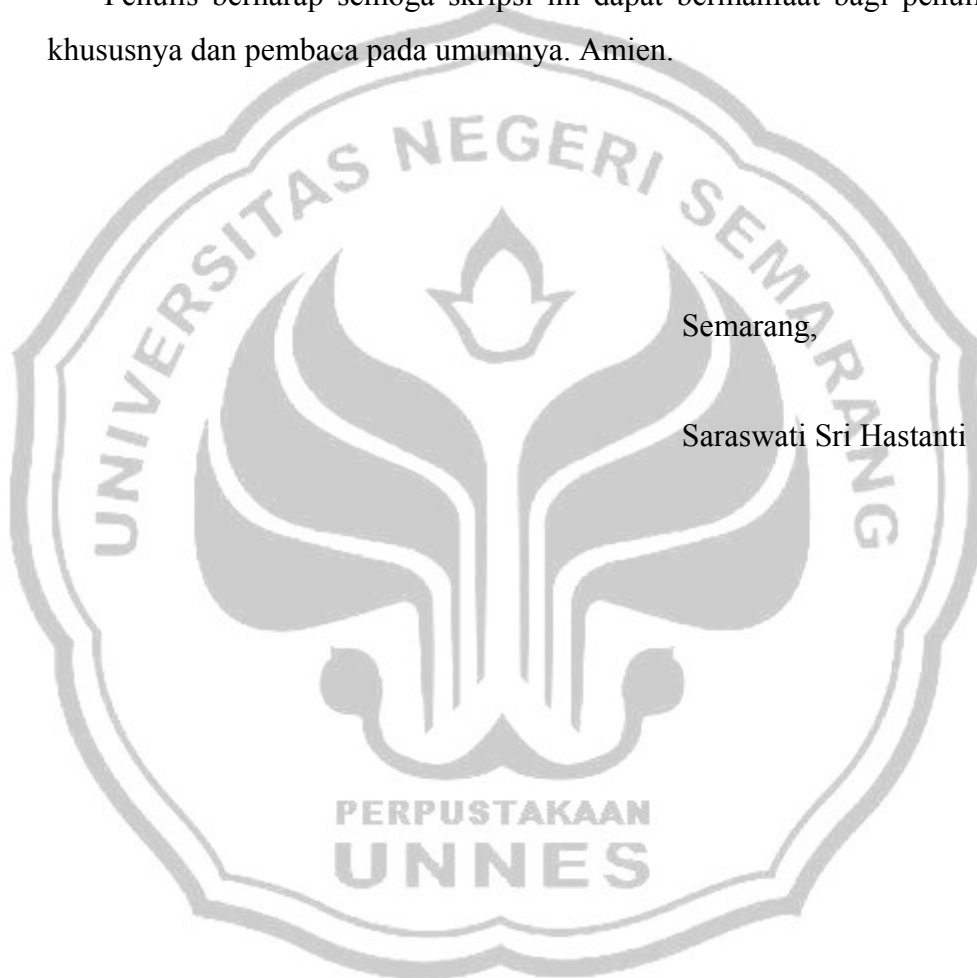 Penulis berharap semoga skripsi ini dapat bermanfaat bagi
khususnya dan pembaca pada umumnya. Amien.
UNIVERSITAS NEGERI SEMARANG
Semarang,
Saraswati Sri Hastanti
PERPUSTAKAAN
UNNES